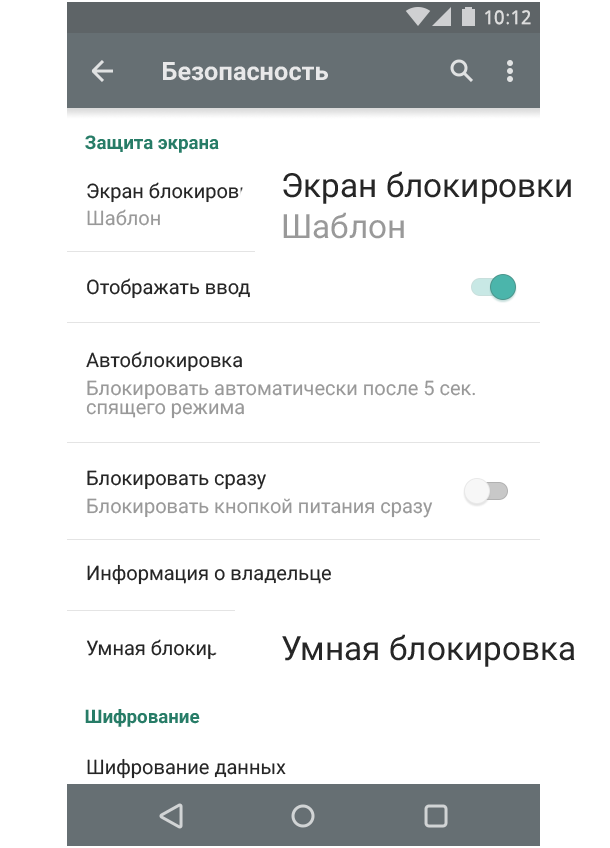 10:12
Безопасность
Защита экрана
Экран блокиров
Шаблон
Экран блокировки
Шаблон
Отображать ввод
Автоблокировка
Блокировать автоматически после 5 сек.
спящего режима
Блокировать сразу
Блокировать кнопкой питания сразу
Информация о владельце
Умная блокир
Умная блокировка
Шифрование
Шифрование данных